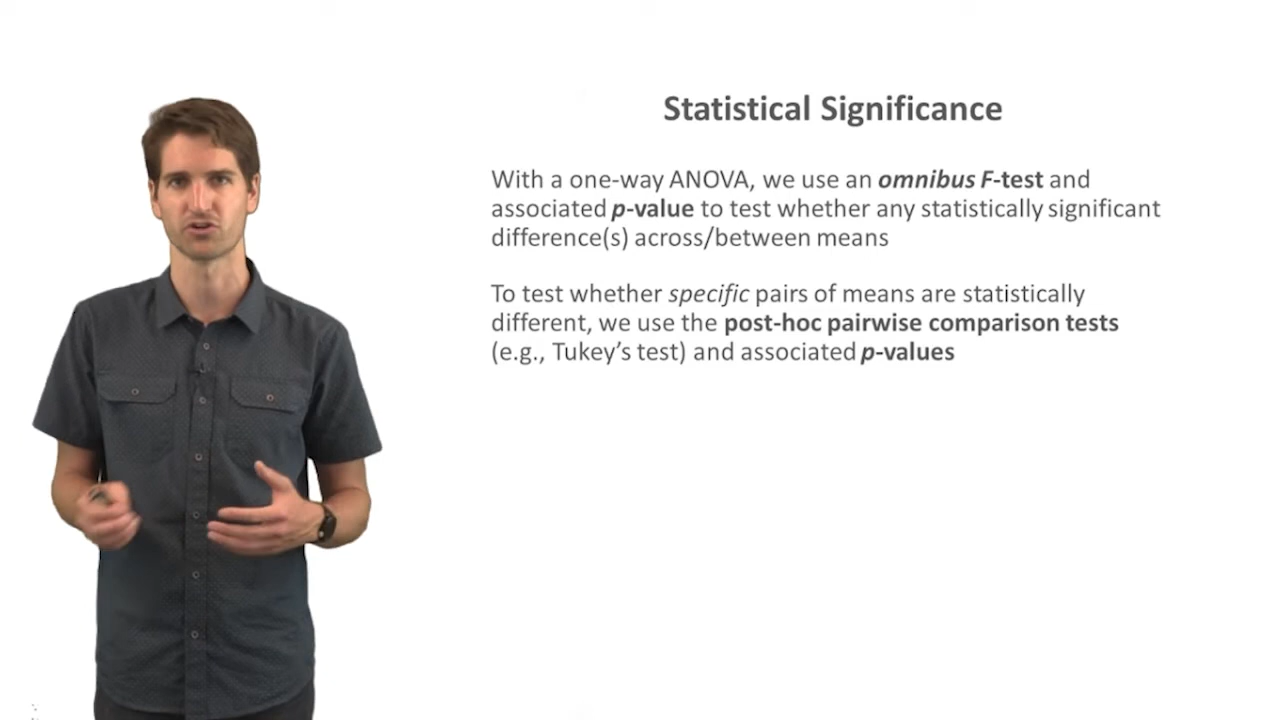 Statistical Significance
With a one-way ANOVA, we use an omnibus F-test and
associated p-value to test whether any statistically significant
difference(s) across/between means
To test whether specific pairs of means are statistically
different, we use the post-hoc pairwise comparison tests
(e.g., Tukey’s test) and associated p-values